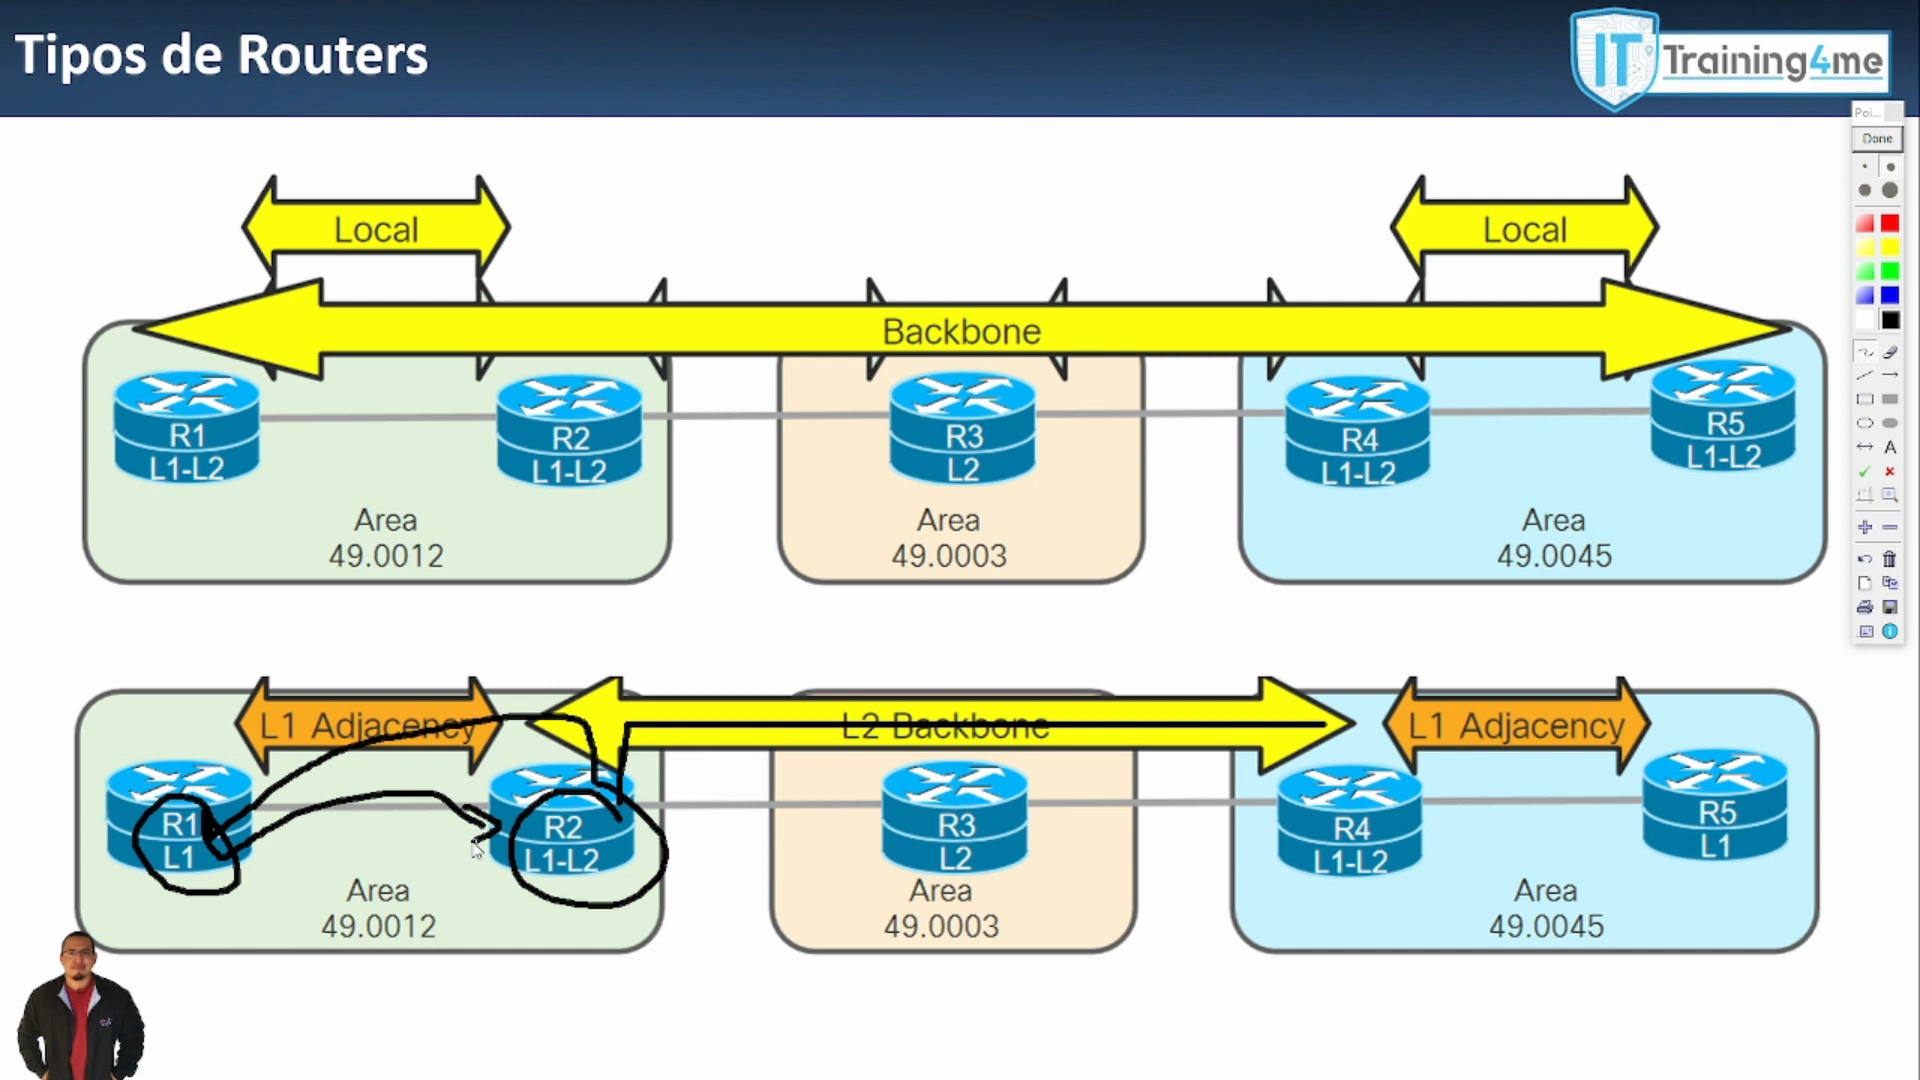 Tipos de Routers
IT Training4me
Poi...
Done
Local
Local
Backbone
R1
L1-L2
R2
L1-L2
R3
L2
R4
L1-L2
R5
L1-L2
Area
49.0012
Area
49.0003
Area
49.0045
A
L1 Adjacency
L2 Backbone
L1 Adjacency
R1
L1
R2
L1-L2
R3
L2
R4
L1-L2
R5
L1
Area
49.0012
Area
49.0003
Area
49.0045